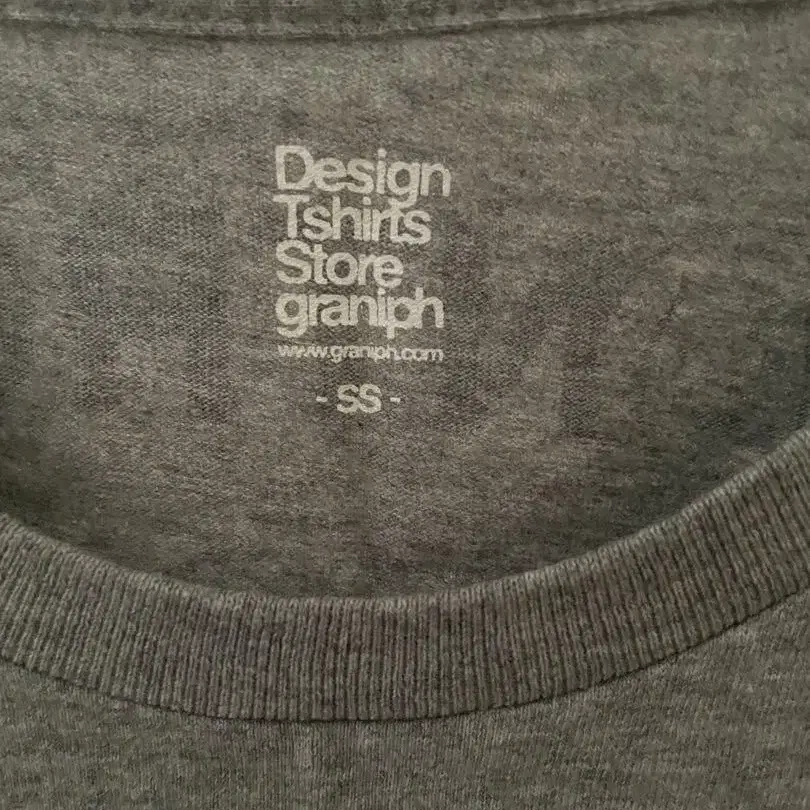 Design
Tshirts
Store
graniph
www.graniph.com
- SS -